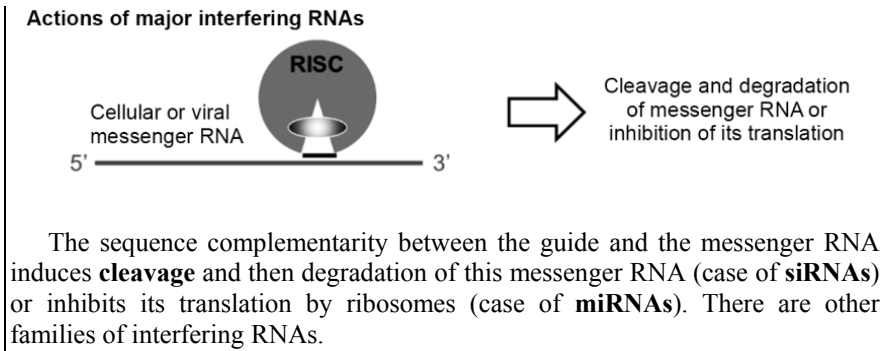 Actions of major interfering RNAs
RISC
Cellular or viral
messenger RNA
5’
3’
Cleavage and degradation
of messenger RNA or
inhibition of its translation
The sequence complementarity between the guide and the messenger RNA
induces cleavage and then degradation of this messenger RNA (case of siRNAs)
or inhibits its translation by ribosomes (case of miRNAs). There are other
families of interfering RNAs.